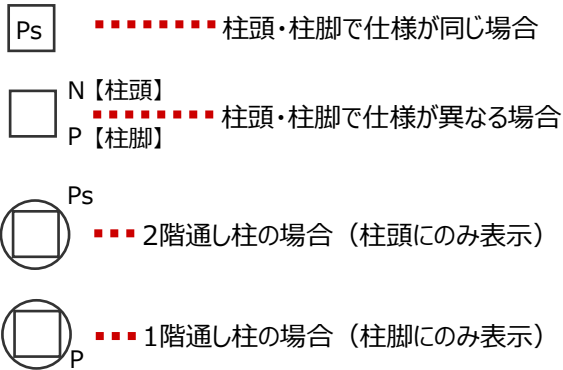 Ps 柱頭・柱脚で仕様が同じ場合
N【柱頭】
柱頭・柱脚で仕様が異なる場合
P【柱脚】
Ps
2階通し柱の場合（柱頭にのみ表示）
1階通し柱の場合（柱脚にのみ表示）
P